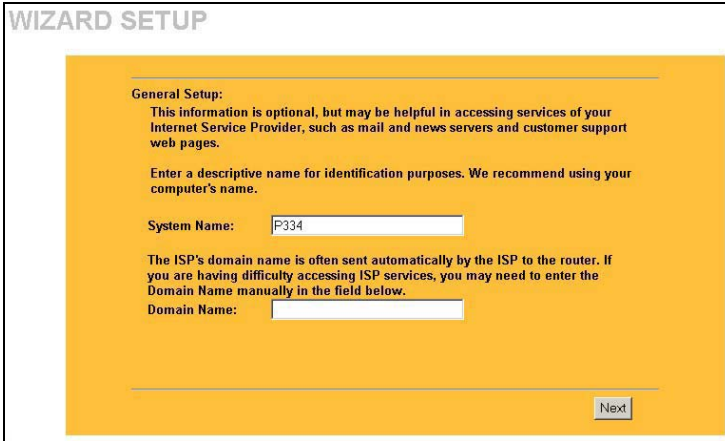 WIZARD SETUP
General Setup:
This information is optional, but may be helpful in accessing services of your
Internet Service Provider, such as mail and news servers and customer support
web pages.
Enter a descriptive name for identification purposes. We recommend using your
computer's name.
System Name: P334
The ISP's domain name is often sent automatically by the ISP to the router. If
you are having difficulty accessing ISP services, you may need to enter the
Domain Name manually in the field below.
Domain Name:
Next